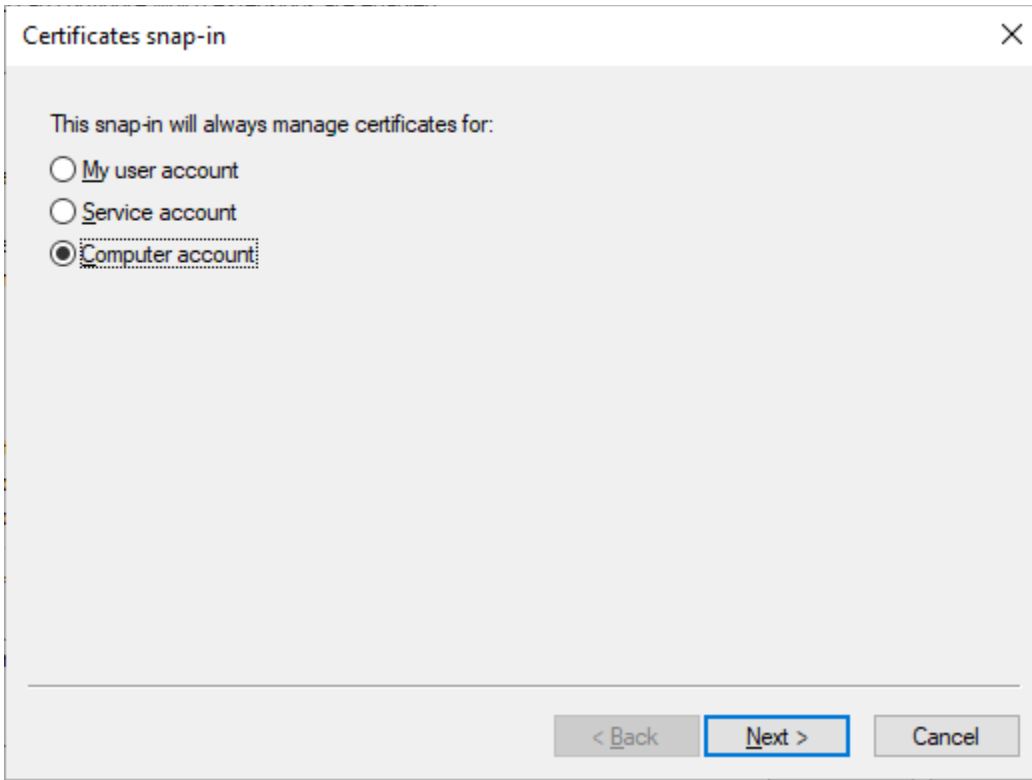 Certificates snap-in
This snap-in will always manage certificates for:
My user account
Service account
Computer account
< Back
Next >
Cancel